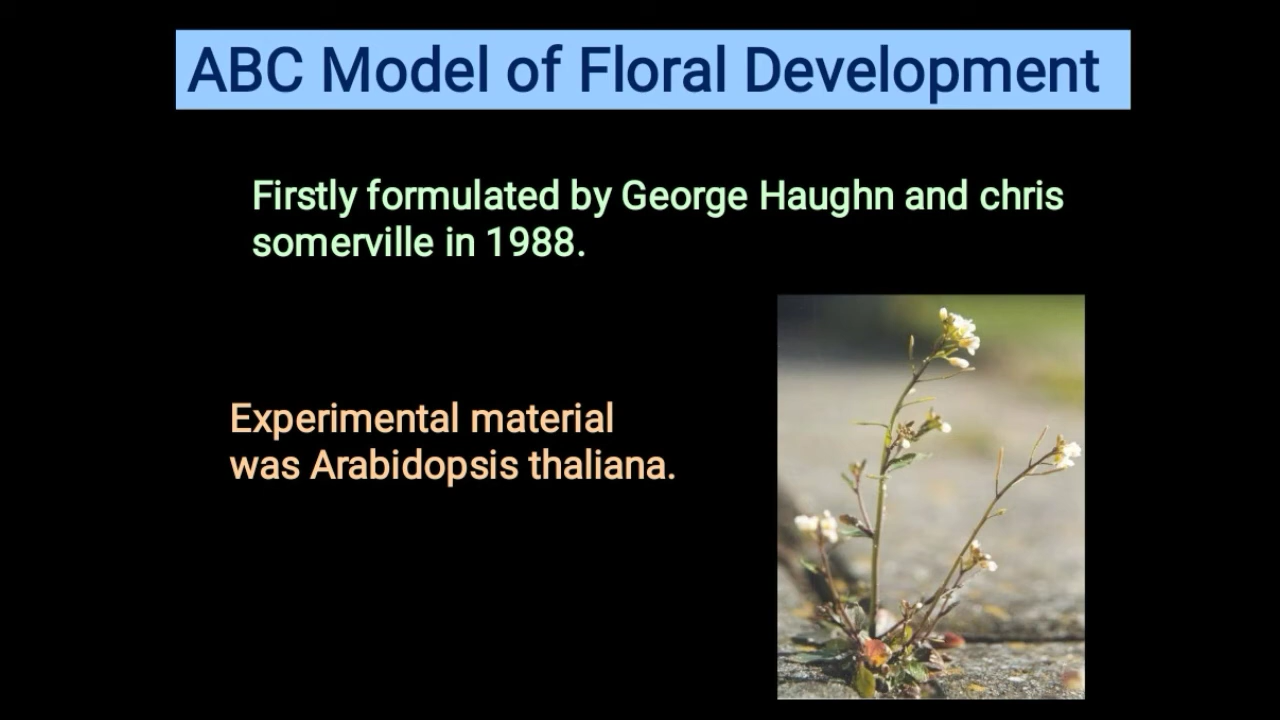 ABC Model of Floral Development
Firstly formulated by George Haughn and chris
somerville in 1988.
Experimental material
was Arabidopsis thaliana.